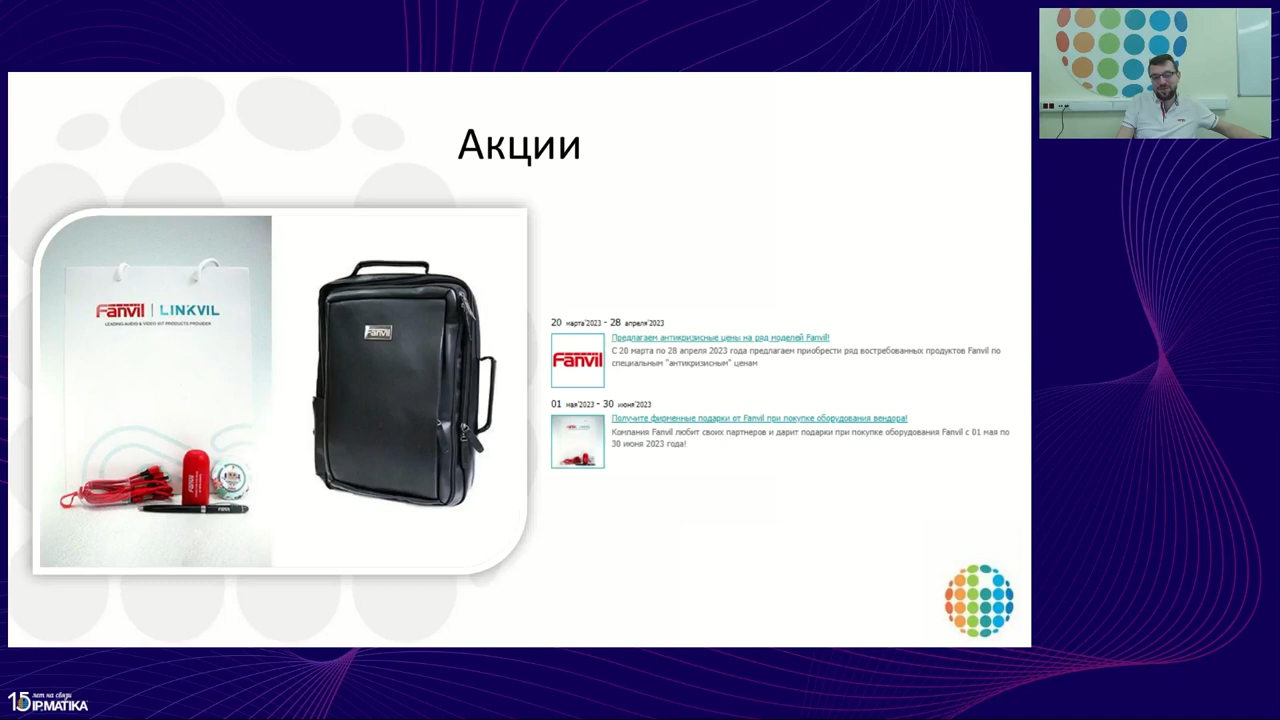 Акции
Fanvil | LINKVIL
LEADING AUDIO & VIDEO IOT PRODUCTS PROVIDER
Fanvil
Fanvil
Fanvil
20 марта'2023 - 28 апреля'2023
Предлагаем антикризисные цены на ряд моделей Fanvil!
Fanvil
С 20 марта по 28 апреля 2023 года предлагаем приобрести ряд востребованных продуктов Fanvil по
специальным "антикризисным" ценам
01 мая'2023 - 30 июня'2023
Получите фирменные подарки от Fanvil при покупке оборудования вендора!
Компания Fanvil любит своих партнеров и дарит подарки при покупке оборудования Fanvil с 01 мая по
30 июня 2023 года!
15 лет на связи
IPMATIKA